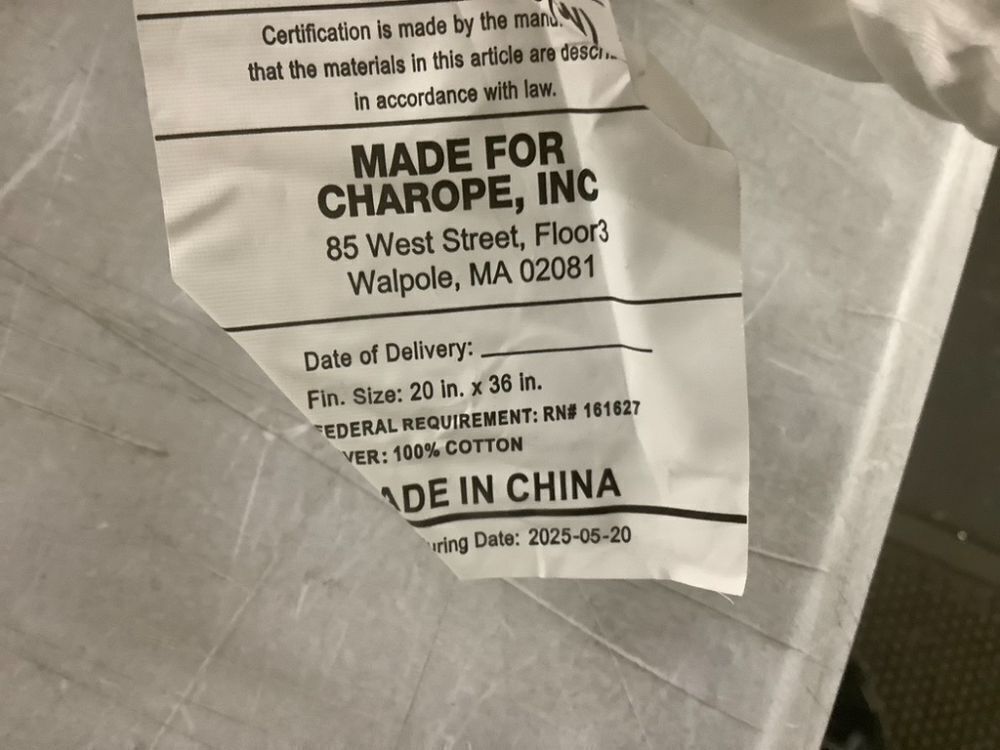 Certification is made by the
that the materials in this article are
in accordance with law.
MADE FOR
CHAROPE, INC
85 West Street, Floor3
Walpole, MA 02081
Date of Delivery:
Fin. Size: 20 in. x 36 in.
EDERAL REQUIREMENT: RN# 161627
VER: 100% COTTON
ADE IN CHINA
uring Date: 2025-05-20